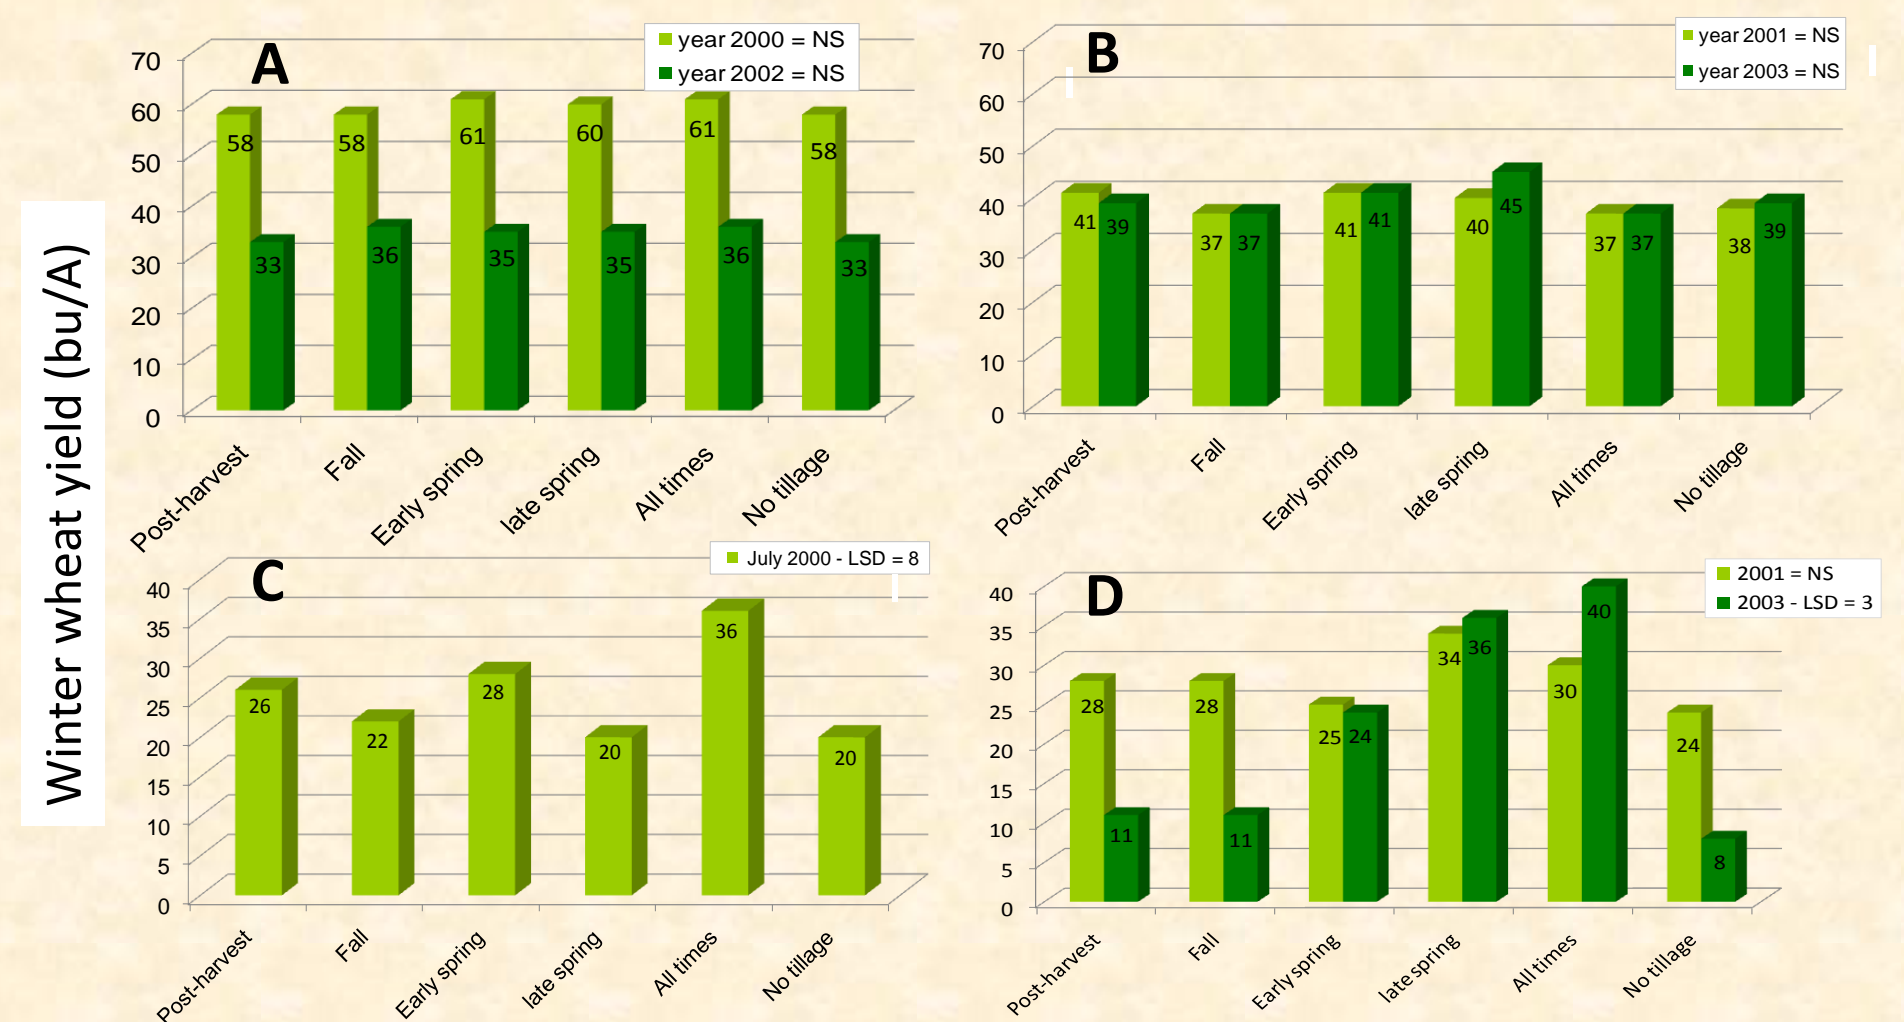 Winter wheat yield (bu/A)
A
year 2000 = NS
year 2002 = NS
70
60
50
40
30
20
10
0
58 33 58 36 61 35 60 35 61 36 58 33
Post-harvest
Fall
Early spring
late spring
All times
No tillage
B
year 2001 = NS
year 2003 = NS
70
60
50
40
30
20
10
0
41 39 37 37 41 41 40 45 37 37 38 39
Post-harvest
Fall
Early spring
late spring
All times
No tillage
C
July 2000 - LSD = 8
40
35
30
25
20
15
10
5
0
26 22 28 20 36 20
Post-harvest
Fall
Early spring
late spring
All times
No tillage
D
2001 = NS
2003 - LSD = 3
40
35
30
25
20
15
10
5
0
28 11 28 11 25 24 34 36 30 40 24 8
Post-harvest
Fall
Early spring
late spring
All times
No tillage